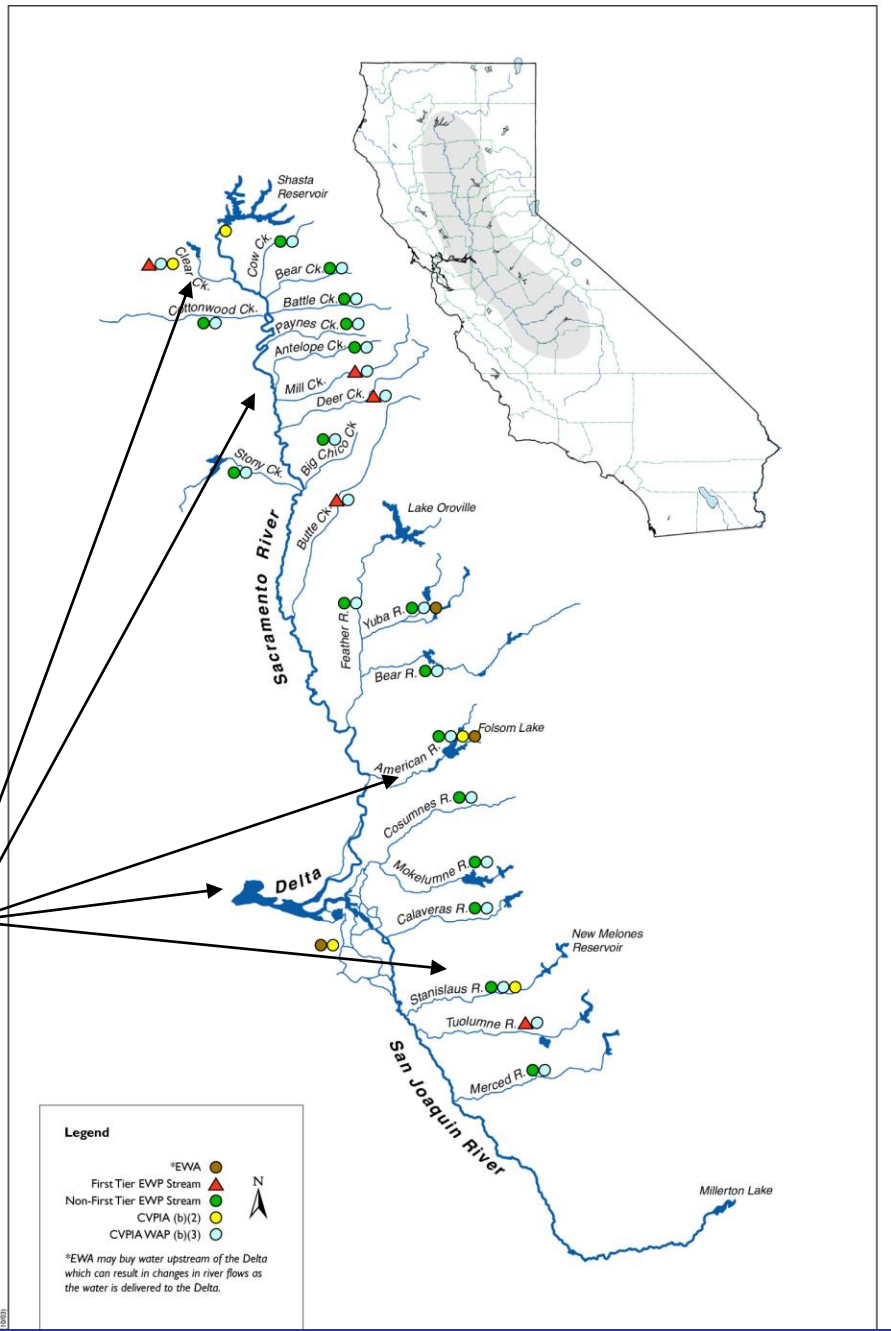 Shasta
Reservoir
Clear
Ck.
Cow Ck.
Bear Ck.
Cottonwood Ck.
Battle Ck.
Paynes Ck.
Antelope Ck.
Mill Ck.
Deer Ck.
Big Chico Ck
Stony Ck.
Butte Ck.
Lake Oroville
Sacramento River
Feather R.
Yuba R.
Bear R.
Folsom Lake
American R.
Cosumnes R.
Delta
Mokelumne R.
Calaveras R.
New Melones
Reservoir
Stanislaus R.
Tuolumne R.
Merced R.
San Joaquin River
Millerton Lake
Legend
*EWA
First Tier EWP Stream
Non-First Tier EWP Stream
CVPIA (b)(2)
CVPIA WAP (b)(3)
N
*EWA may buy water upstream of the Delta
which can result in changes in river flows as
the water is delivered to the Delta.